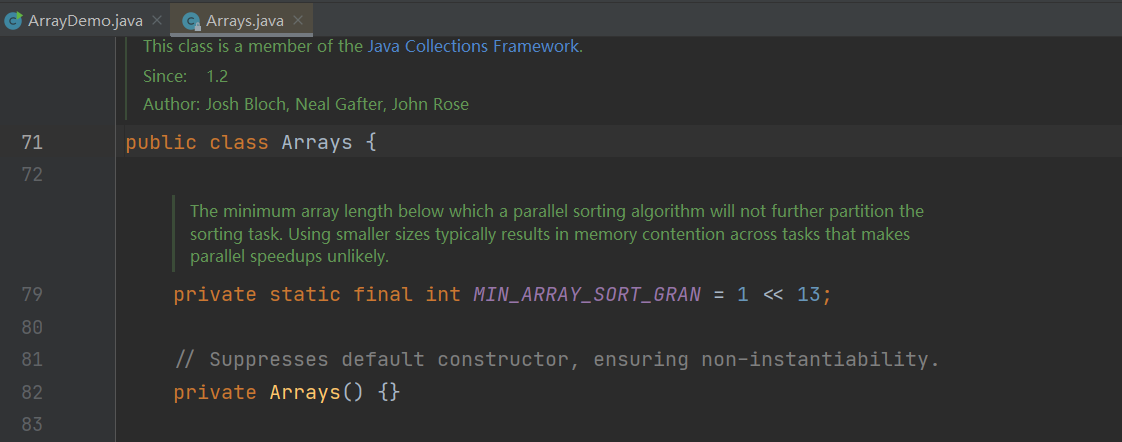 ArrayDemo.java Arrays.java
This class is a member of the Java Collections Framework.
Since: 1.2
Author: Josh Bloch, Neal Gafter, John Rose
71 public class Arrays {
72
The minimum array length below which a parallel sorting algorithm will not further partition the
sorting task. Using smaller sizes typically results in memory contention across tasks that makes
parallel speedups unlikely.
79 private static final int MIN_ARRAY_SORT_GRAN = 1 << 13;
80
81 // Suppresses default constructor, ensuring non-instantiability.
82 private Arrays() {}
83